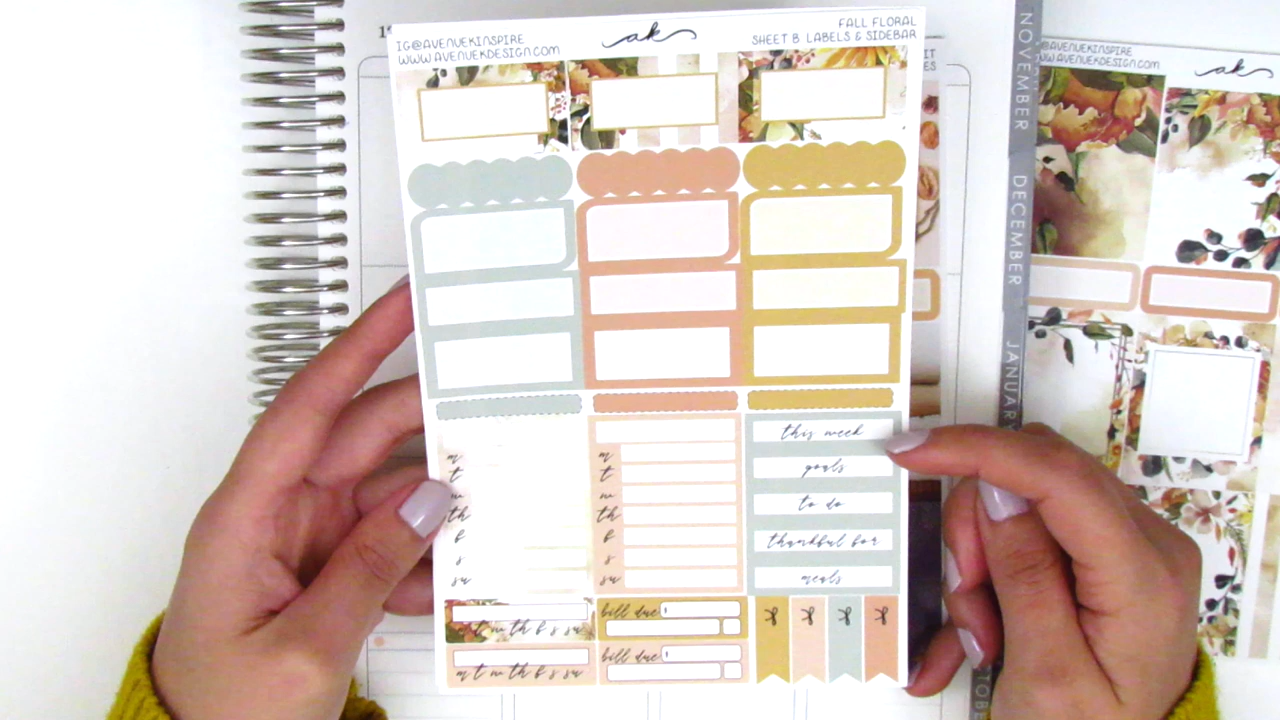 IG@AVENUEKINSPIRE
WWW.AVENUEKDESIGN.COM
ak
FALL FLORAL
SHEET B: LABELS & SIDEBAR
m
t
w
th
f
s
su
m
t
w
th
f
s
su
this week
goals
to do
thankful for
meals
m t w th f s su
m t w th f s su
bill due
bill due
NOVEMBER
DECEMBER
JANUARY
@AVENUEKINSPIRE
WW.AVENUEKDESIGN.COM
ak